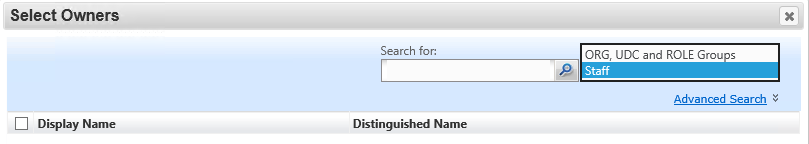 Select Owners
Search for:
ORG, UDC and ROLE Groups
Staff
Advanced Search
Display Name Distinguished Name